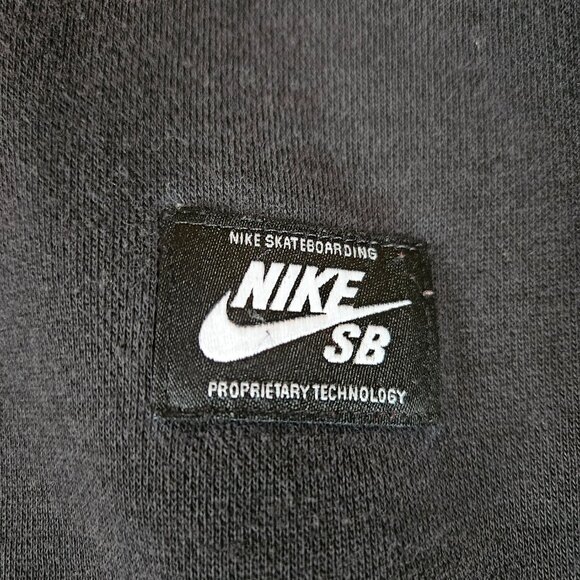 NIKE SKATEBOARDING
NIKE
SB
PROPRIETARY TECHNOLOGY